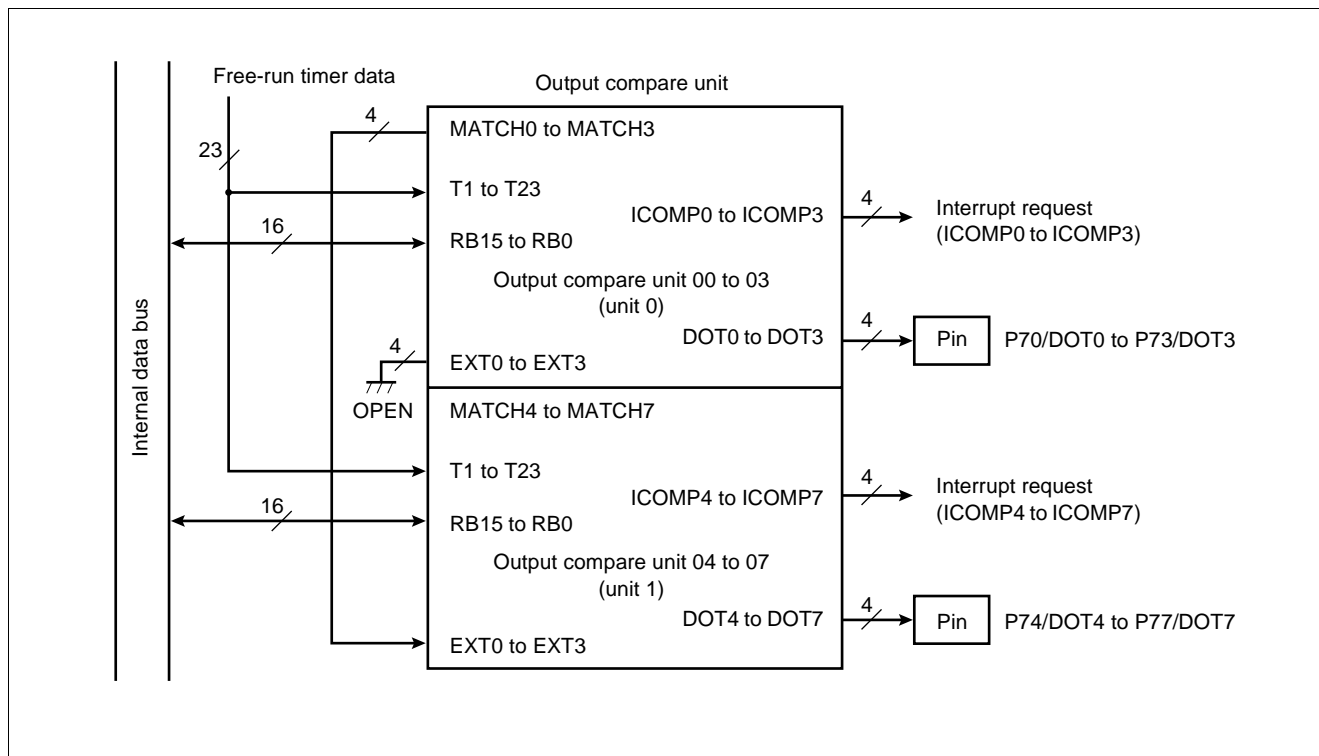 Free-run timer data
Output compare unit
4
MATCH0 to MATCH3
23
T1 to T23
ICOMP0 to ICOMP3
4
Interrupt request
(ICOMP0 to ICOMP3)
16
RB15 to RB0
Output compare unit 00 to 03
(unit 0)
DOT0 to DOT3
4
Pin
P70/DOT0 to P73/DOT3
4
EXT0 to EXT3
OPEN
Internal data bus
MATCH4 to MATCH7
T1 to T23
ICOMP4 to ICOMP7
4
Interrupt request
(ICOMP4 to ICOMP7)
16
RB15 to RB0
Output compare unit 04 to 07
(unit 1)
DOT4 to DOT7
4
Pin
P74/DOT4 to P77/DOT7
EXT0 to EXT3